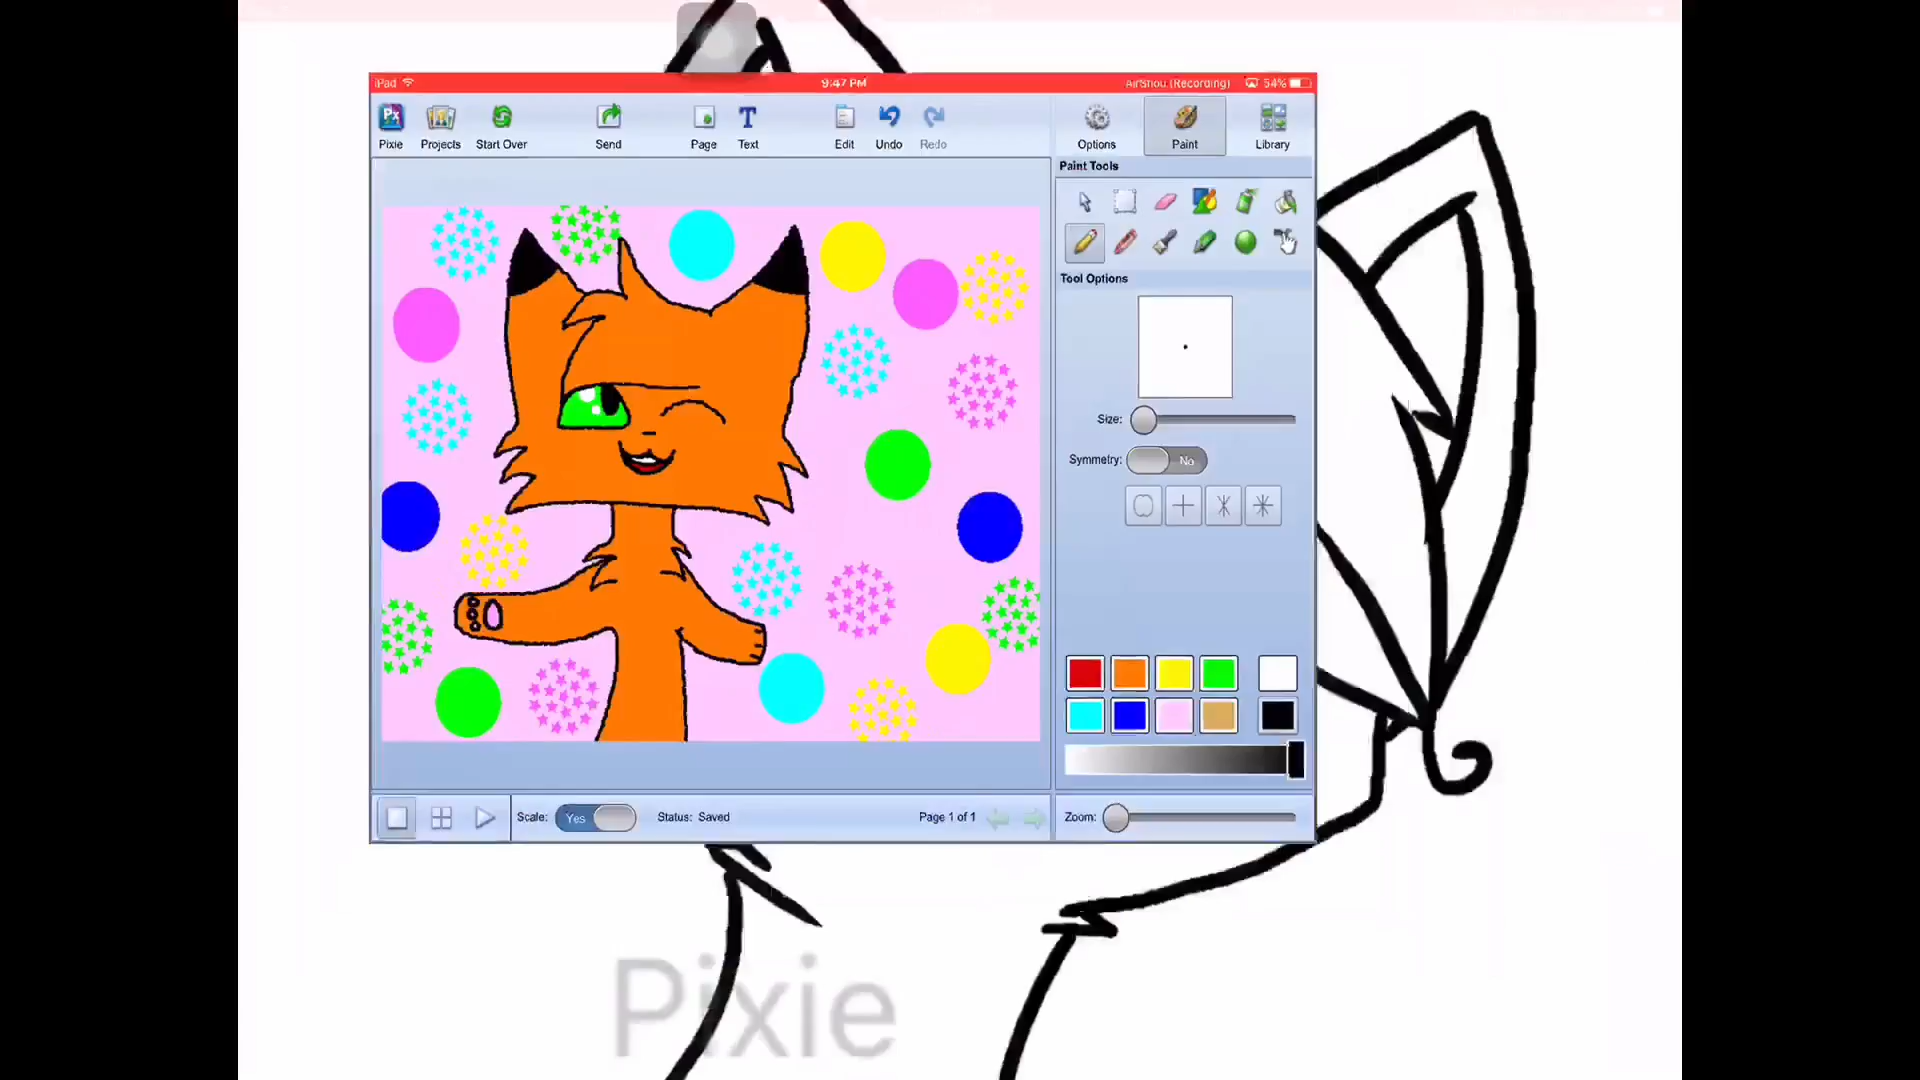 iPad
9:47 PM
AirShou (Recording)
54%
Px
Pixie
Projects
Start Over
Send
Page
T
Text
Edit
Undo
Redo
Options
Paint
Library
Paint Tools
Tool Options
Size:
Symmetry:
No
Scale:
Yes
Status: Saved
Page 1 of 1
Zoom:
Pixie